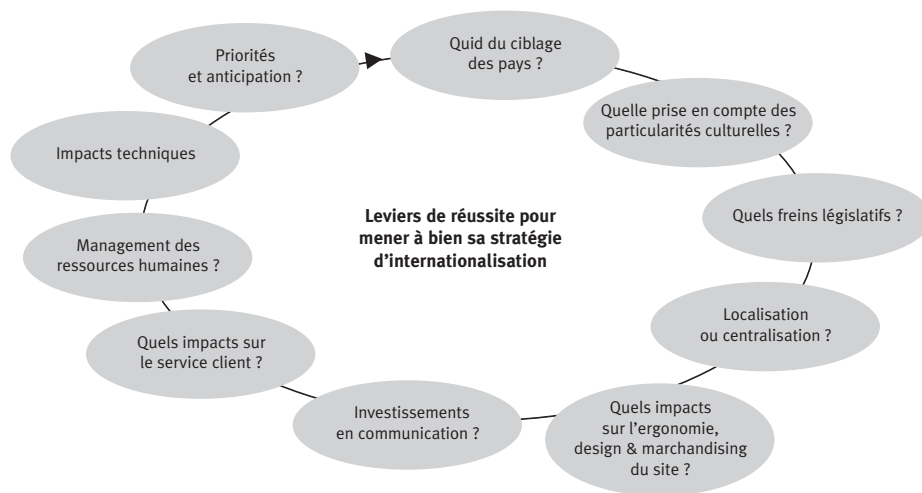 Priorités
et anticipation ?
Quid du ciblage
des pays ?
Quelle prise en compte des
particularités culturelles ?
Quels freins législatifs ?
Localisation
ou centralisation ?
Quels impacts
sur l'ergonomie,
design & marchandising
du site ?
Investissements
en communication ?
Quels impacts sur
le service client ?
Management des
ressources humaines ?
Impacts techniques
Leviers de réussite pour
mener à bien sa stratégie
d'internationalisation